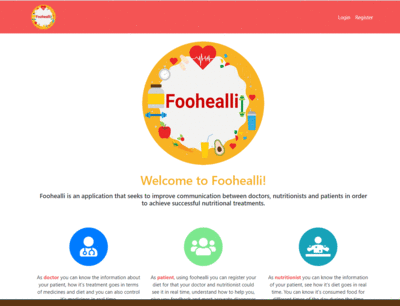 Foohealli
Login Register
Foohealli
Welcome to Foohealli!
Foohealli is an application that seeks to improve communication between doctors, nutritionists and patients in order
to achieve successful nutritional treatments.
As doctor you can know the information about
your patient, how it's treatment goes in terms
of medicines and diet and you can also control
it's medicines in real time.
As patient, using foohealli you can register your
diet for that your doctor and nutritionist could
see it in real time, understand how to help you,
As nutritionist you can know the information
of your patient, see how it's diet goes in real
time. You can know it's consumed food for